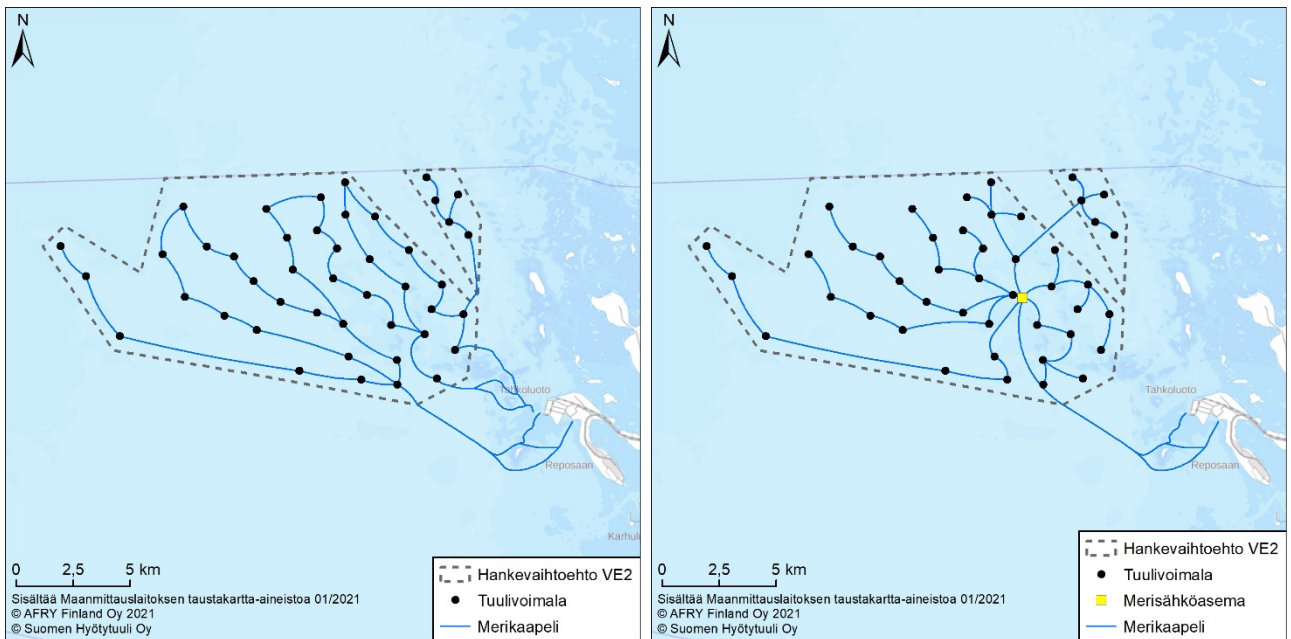 N
Tahkoluoto
Reposaari
0 2,5 5 km
Sisältää Maanmittauslaitoksen taustakartta-aineistoa 01/2021
© AFRY Finland Oy 2021
© Suomen Hyötytuuli Oy
Hankevaihtoehto VE2
Tuulivoimala
Merikaapeli
N
Tahkoluoto
Reposaari
0 2,5 5 km
Sisältää Maanmittauslaitoksen taustakartta-aineistoa 01/2021
© AFRY Finland Oy 2021
© Suomen Hyötytuuli Oy
Hankevaihtoehto VE2
Tuulivoimala
Merisähköasema
Merikaapeli